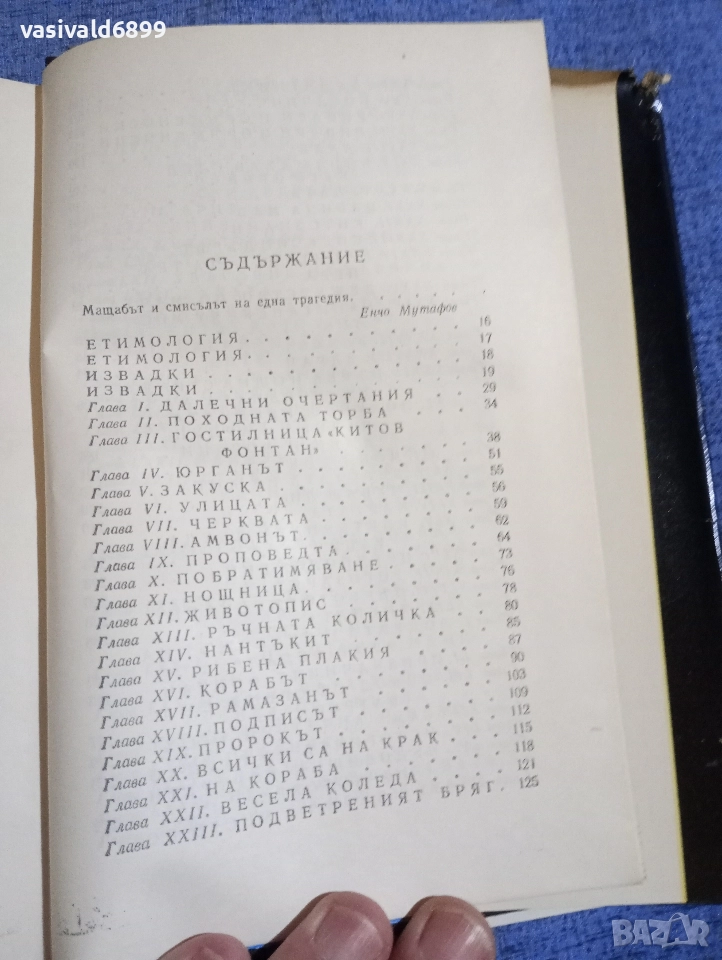 vasivald6899
СЪДЪРЖАНИЕ
Мащабът и смисълът на една трагедия. . . . . . .
Енчо Мутафов
ЕТИМОЛОГИЯ. . . . . . . . . . 16
ЕТИМОЛОГИЯ. . . . . . . . . . 17
ИЗВАДКИ . . . . . . . . . . . 18
ИЗВАДКИ . . . . . . . . . . . 19
Глава I. ДАЛЕЧНИ ОЧЕРТАНИЯ . . . . 29
Глава II. ПОХОДНАТА ТОРБА . . . . 34
Глава III. ГОСТИЛНИЦА «КИТОВ
ФОНТАН» . . . . . . 38
Глава IV. ЮРГАНЪТ . . . . . . . . 51
Глава V. ЗАКУСКА . . . . . . . . . 55
Глава VI. УЛИЦАТА . . . . . . . . 56
Глава VII. ЧЕРКВАТА . . . . . . . 59
Глава VIII. АМВОНЪТ. . . . . . . . 62
Глава IX. ПРОПОВЕДТА . . . . . . . 64
Глава X. ПОБРАТИМЯВАНЕ . . . . . 73
Глава XI. НОЩНИЦА. . . . . . . . . 76
Глава XII. ЖИВОТОПИС . . . . . . . 78
Глава XIII. РЪЧНАТА КОЛИЧКА . . . 80
Глава XIV. НАНТЪКИТ . . . . . . . 85
Глава XV. РИБЕНА ПЛАКИЯ . . . . . 87
Глава XVI. КОРАБЪТ . . . . . . . . 90
Глава XVII. РАМАЗАНЪТ . . . . . . 103
Глава XVIII. ПОДПИСЪТ . . . . . . 109
Глава XIX. ПРОРОКЪТ . . . . . . . 112
Глава XX. ВСИЧКИ СА НА КРАК . . . 115
Глава XXI. НА КОРАБА . . . . . . . 118
Глава XXII. ВЕСЕЛА КОЛЕДА . . . . 121
Глава XXIII. ПОДВЕТРЕНИЯТ БРЯГ. 125
BAZAR